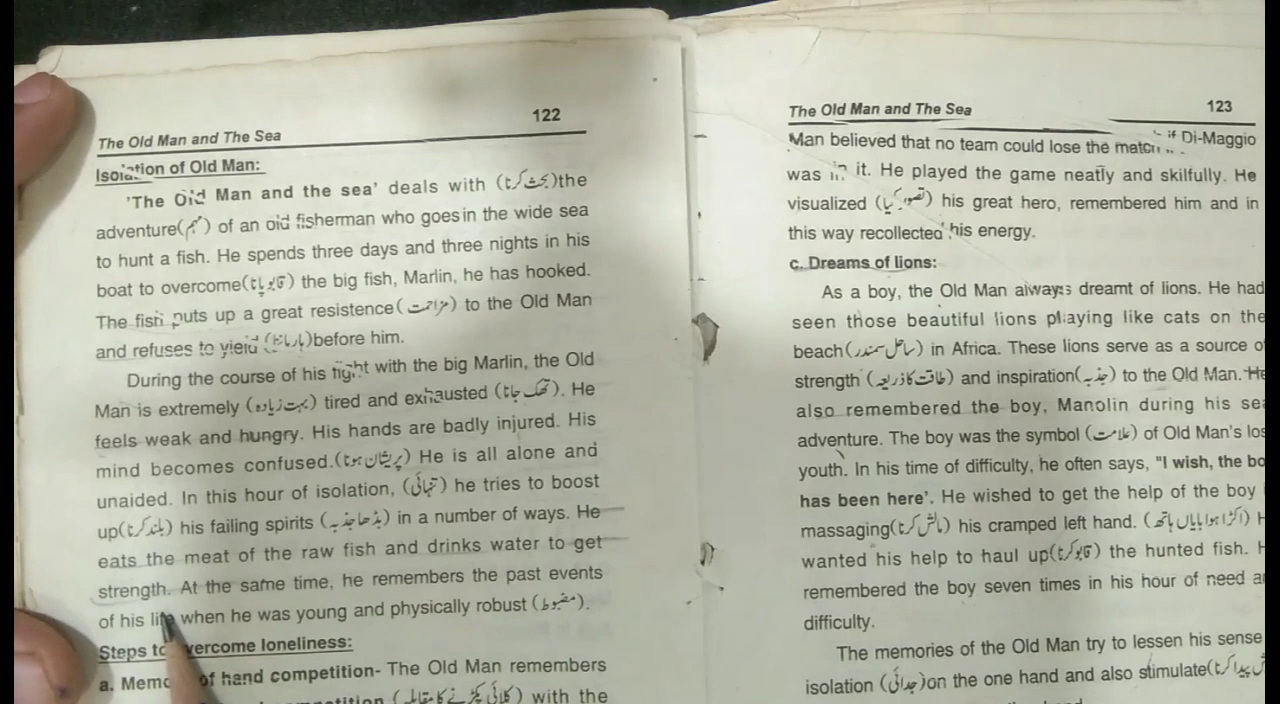 The Old Man and The Sea 122
Isolation of Old Man:
'The Old Man and the sea' deals with (بحث کرنا)the
adventure(مہم) of an old fisherman who goes in the wide sea
to hunt a fish. He spends three days and three nights in his
boat to overcome(قابو پانا) the big fish, Marlin, he has hooked.
The fish puts up a great resistence(مزاحمت) to the Old Man
and refuses to yield (ہار ماننا)before him.
During the course of his fight with the big Marlin, the Old
Man is extremely (بہت زیادہ) tired and exhausted (تھک جانا). He
feels weak and hungry. His hands are badly injured. His
mind becomes confused.(پریشان ہونا) He is all alone and
unaided. In this hour of isolation, (تنہائی) he tries to boost
up(بلند کرنا) his failing spirits (بڑھتا جذبہ) in a number of ways. He
eats the meat of the raw fish and drinks water to get
strength. At the same time, he remembers the past events
of his life when he was young and physically robust (مضبوط).
Steps to overcome loneliness:
a. Memo of hand competition- The Old Man remembers
(کلائی پکڑنے کا مقابلہ) with the
The Old Man and The Sea 123
Man believed that no team could lose the match if Di-Maggio
was in it. He played the game neatly and skilfully. He
visualized (تصور کیا) his great hero, remembered him and in
this way recollected his energy.
c. Dreams of lions:
As a boy, the Old Man always dreamt of lions. He had
seen those beautiful lions playing like cats on the
beach(ساحل سمندر) in Africa. These lions serve as a source o
strength (طاقت کا ذریعہ) and inspiration(جذبہ) to the Old Man. He
also remembered the boy, Manolin during his sea
adventure. The boy was the symbol (علامت) of Old Man's los
youth. In his time of difficulty, he often says, "I wish, the bo
has been here'. He wished to get the help of the boy
massaging(مالش کرنا) his cramped left hand. (اکڑا ہوا بایاں ہاتھ) H
wanted his help to haul up(قابو کرنا) the hunted fish. H
remembered the boy seven times in his hour of need a
difficulty.
The memories of the Old Man try to lessen his sense
isolation (جدائی)on the one hand and also stimulate(پیدا کرنا